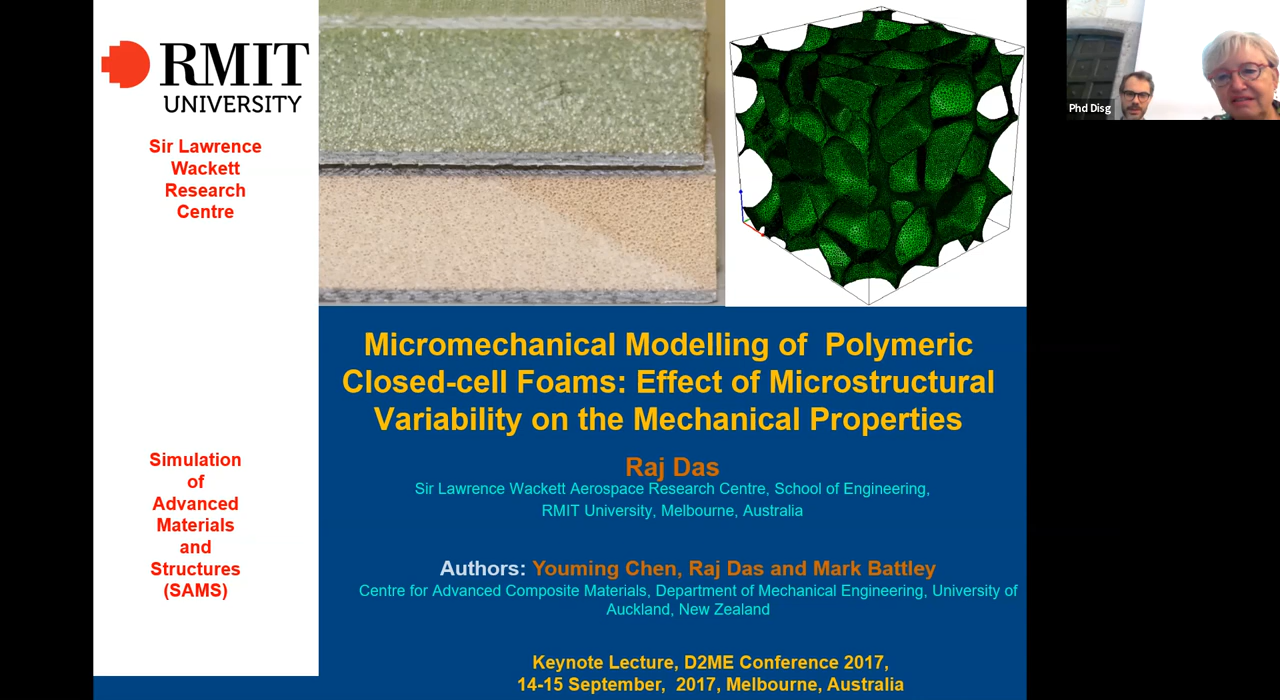 RMIT
UNIVERSITY
Sir Lawrence
Wackett
Research
Centre
Simulation
of
Advanced
Materials
and
Structures
(SAMS)
Micromechanical Modelling of Polymeric
Closed-cell Foams: Effect of Microstructural
Variability on the Mechanical Properties
Raj Das
Sir Lawrence Wackett Aerospace Research Centre, School of Engineering,
RMIT University, Melbourne, Australia
Authors: Youming Chen, Raj Das and Mark Battley
Centre for Advanced Composite Materials, Department of Mechanical Engineering, University of
Auckland, New Zealand
Keynote Lecture, D2ME Conference 2017,
14-15 September, 2017, Melbourne, Australia
Phd Disg